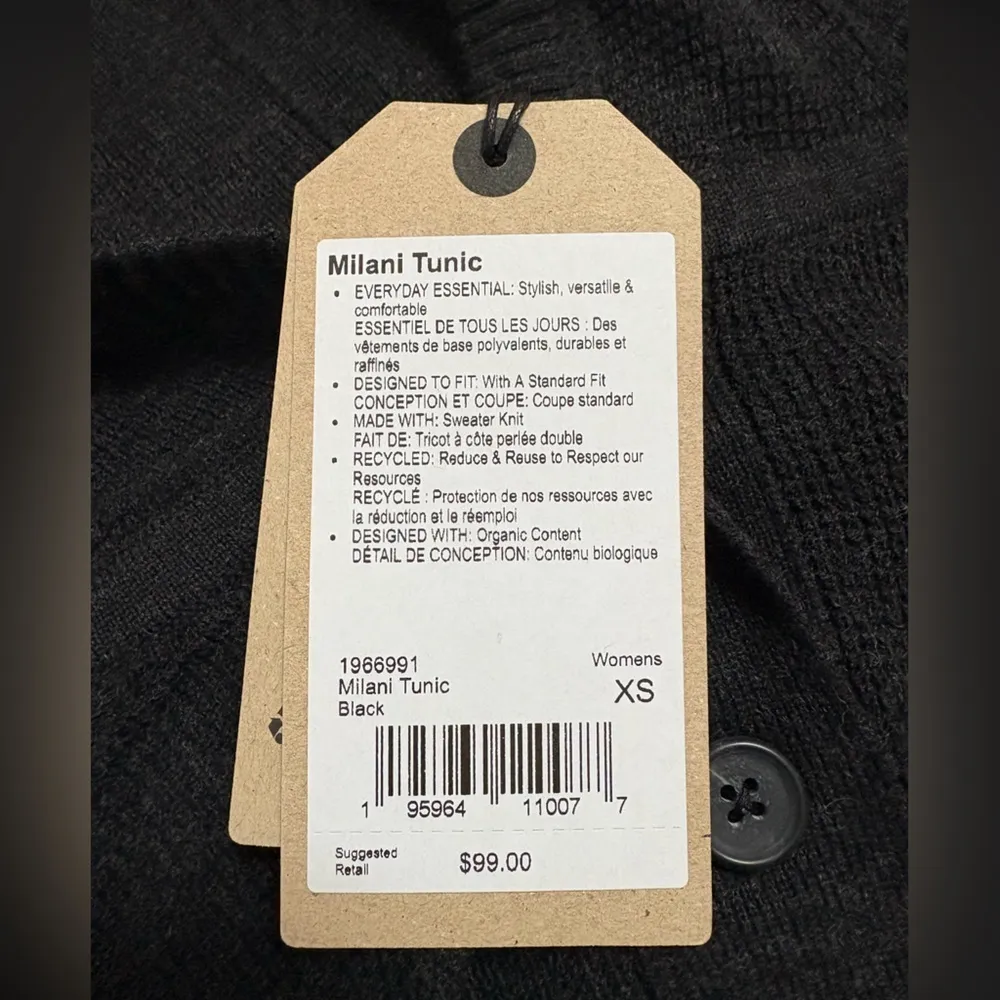 Milani Tunic
• EVERYDAY ESSENTIAL: Stylish, versatile &
comfortable
ESSENTIEL DE TOUS LES JOURS : Des
vêtements de base polyvalents, durables et
raffinés
• DESIGNED TO FIT: With A Standard Fit
CONCEPTION ET COUPE: Coupe standard
• MADE WITH: Sweater Knit
FAIT DE: Tricot à côte perlée double
• RECYCLED: Reduce & Reuse to Respect our
Resources
RECYCLÉ : Protection de nos ressources avec
la réduction et le réemploi
• DESIGNED WITH: Organic Content
DÉTAIL DE CONCEPTION: Contenu biologique
1966991 Womens
Milani Tunic XS
Black
1 95964 11007 7
Suggested
Retail $99.00